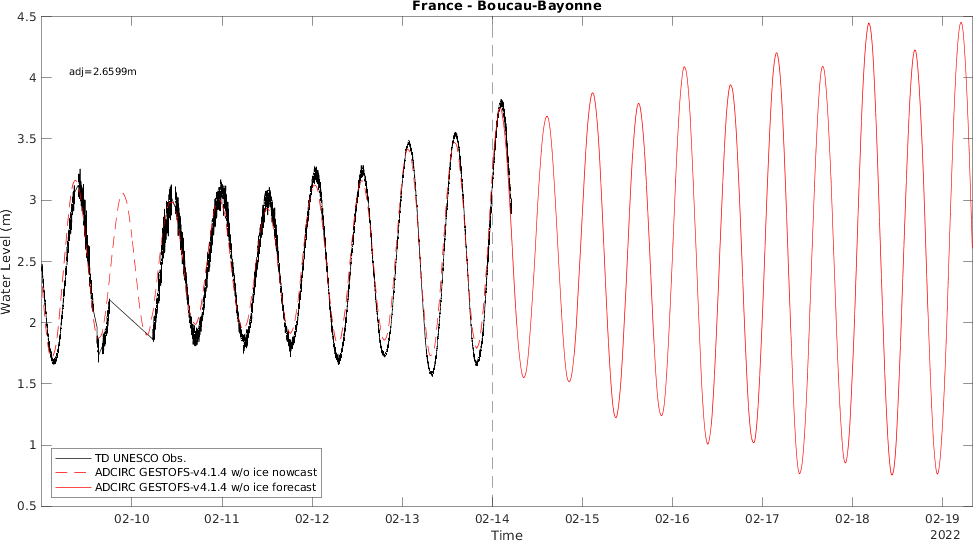 France - Boucau-Bayonne
adj=2.6599m
Water Level (m)
4.5
4
3.5
3
2.5
2
1.5
1
0.5
TD UNESCO Obs.
ADCIRC GESTOFS-v4.1.4 w/o ice nowcast
ADCIRC GESTOFS-v4.1.4 w/o ice forecast
02-10 02-11 02-12 02-13 02-14 02-15 02-16 02-17 02-18 02-19
Time
2022